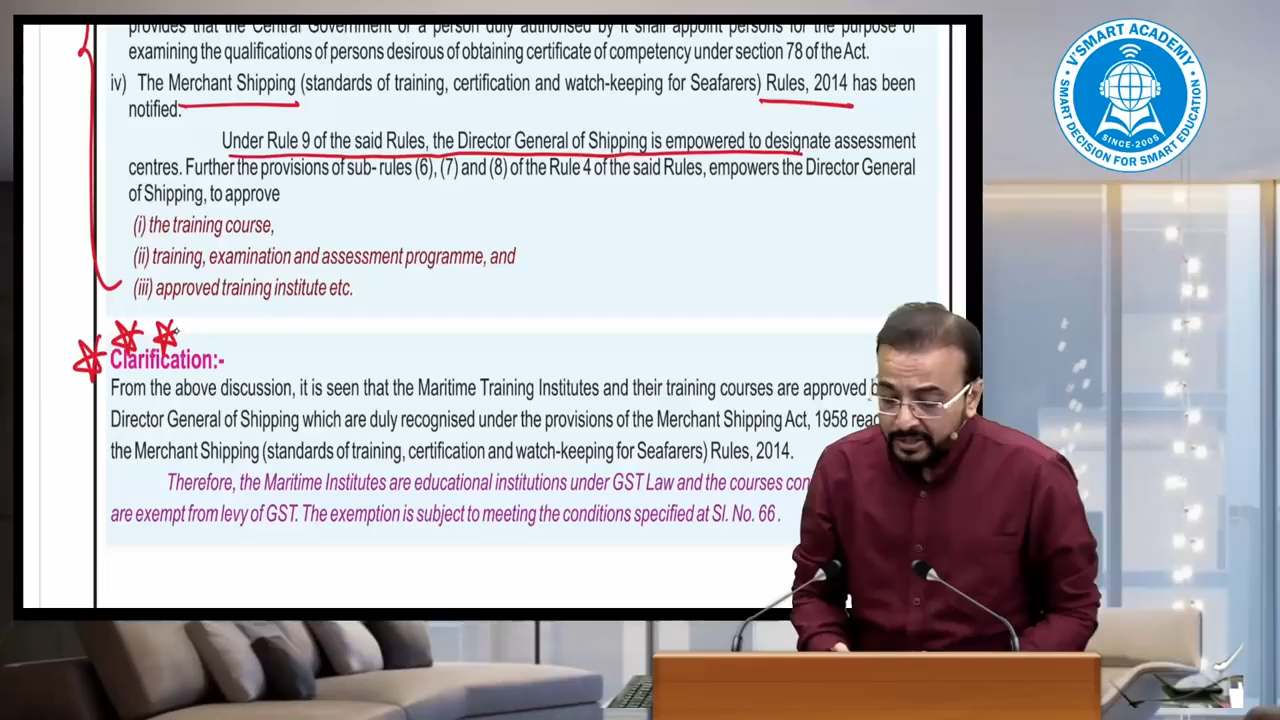 provides that the Central Government or a person duly authorised by it shall appoint persons for the purpose of
examining the qualifications of persons desirous of obtaining certificate of competency under section 78 of the Act.
iv) The Merchant Shipping (standards of training, certification and watch-keeping for Seafarers) Rules, 2014 has been
notified.
Under Rule 9 of the said Rules, the Director General of Shipping is empowered to designate assessment
centres. Further the provisions of sub- rules (6), (7) and (8) of the Rule 4 of the said Rules, empowers the Director General
of Shipping, to approve
(i) the training course,
(ii) training, examination and assessment programme, and
(iii) approved training institute etc.
Clarification:-
From the above discussion, it is seen that the Maritime Training Institutes and their training courses are approved
Director General of Shipping which are duly recognised under the provisions of the Merchant Shipping Act, 1958
the Merchant Shipping (standards of training, certification and watch-keeping for Seafarers) Rules, 2014.
Therefore, the Maritime Institutes are educational institutions under GST Law and the courses
are exempt from levy of GST. The exemption is subject to meeting the conditions specified at Sl. No. 66.
V'SMART ACADEMY
SMART DECISION FOR SMART EDUCATION
SINCE-2005